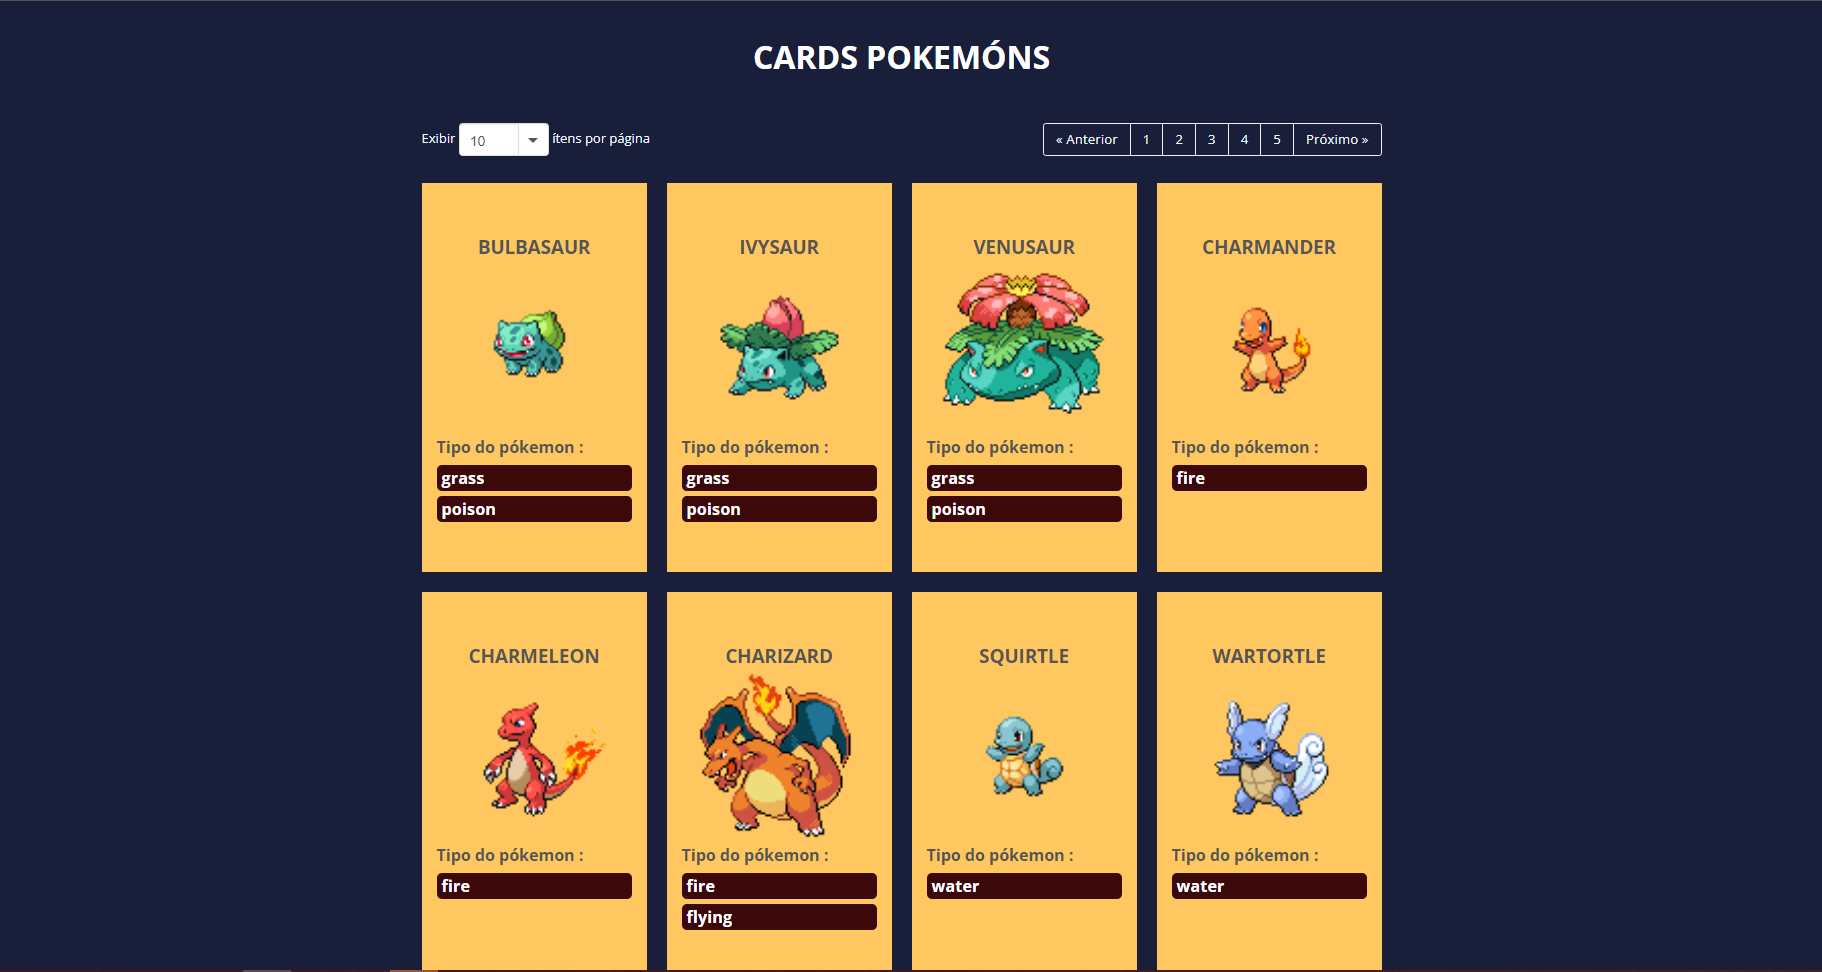 CARDS POKEMÓNS
Exibir 10 ítens por página
« Anterior 1 2 3 4 5 Próximo »
BULBASAUR
Tipo do pókemon :
grass
poison
IVYSAUR
Tipo do pókemon :
grass
poison
VENUSAUR
Tipo do pókemon :
grass
poison
CHARMANDER
Tipo do pókemon :
fire
CHARMELEON
Tipo do pókemon :
fire
CHARIZARD
Tipo do pókemon :
fire
flying
SQUIRTLE
Tipo do pókemon :
water
WARTORTLE
Tipo do pókemon :
water